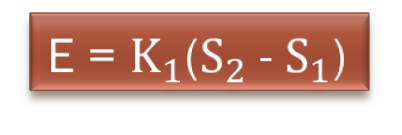 E = K₁(S₂ - S₁)